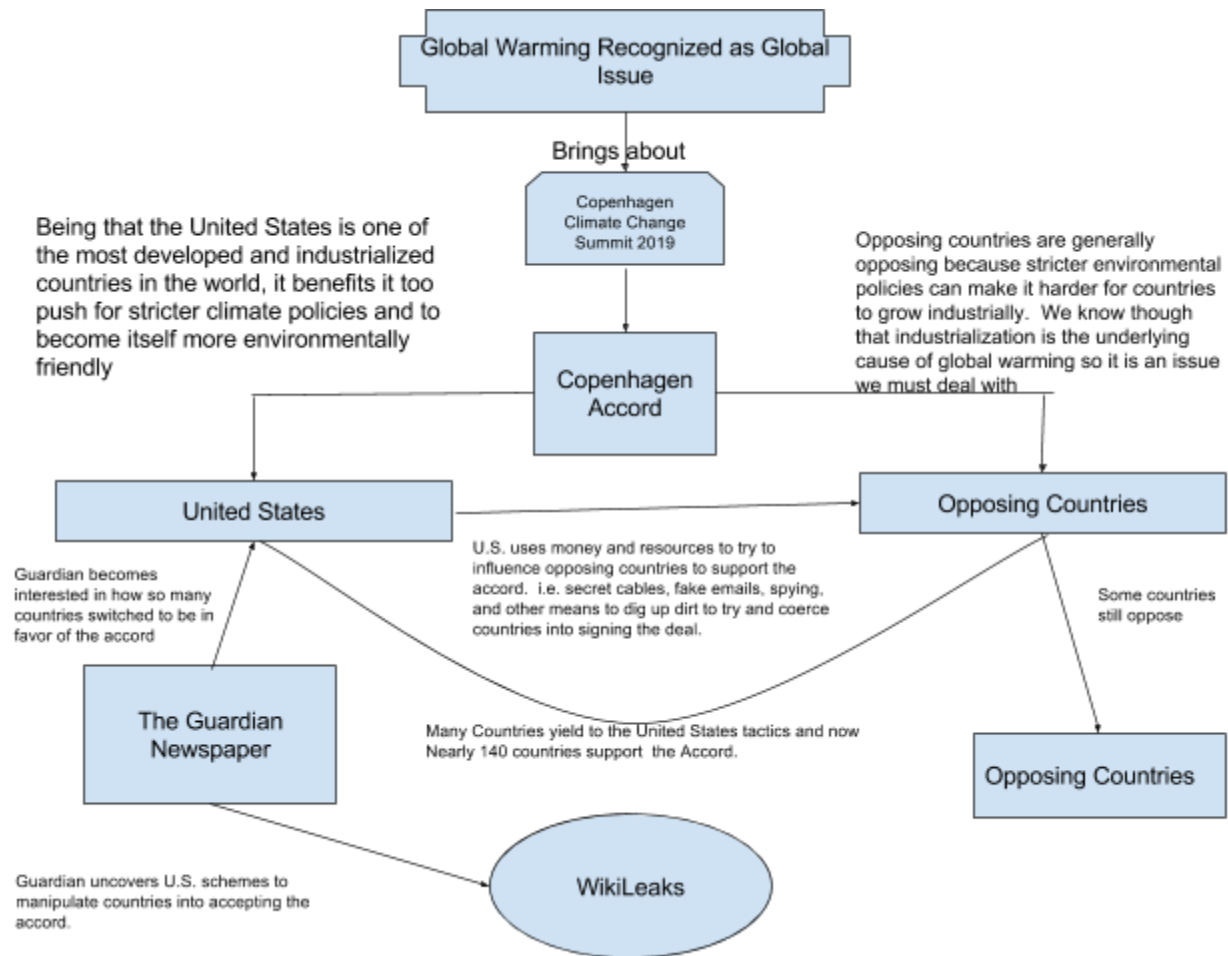 Global Warming Recognized as Global
Issue
Brings about
Copenhagen
Climate Change
Summit 2019
Being that the United States is one of
the most developed and industrialized
countries in the world, it benefits it too
push for stricter climate policies and to
become itself more environmentally
friendly
Opposing countries are generally
opposing because stricter environmental
policies can make it harder for countries
to grow industrially.  We know though
that industrialization is the underlying
cause of global warming so it is an issue
we must deal with
Copenhagen
Accord
United States
Opposing Countries
U.S. uses money and resources to try to
influence opposing countries to support the
accord.  i.e. secret cables, fake emails, spying,
and other means to dig up dirt to try and coerce
countries into signing the deal.
Guardian becomes
interested in how so many
countries switched to be in
favor of the accord
Some countries
still oppose
The Guardian
Newspaper
Many Countries yield to the United States tactics and now
Nearly 140 countries support  the Accord.
Opposing Countries
Guardian uncovers U.S. schemes to
manipulate countries into accepting the
accord.
WikiLeaks